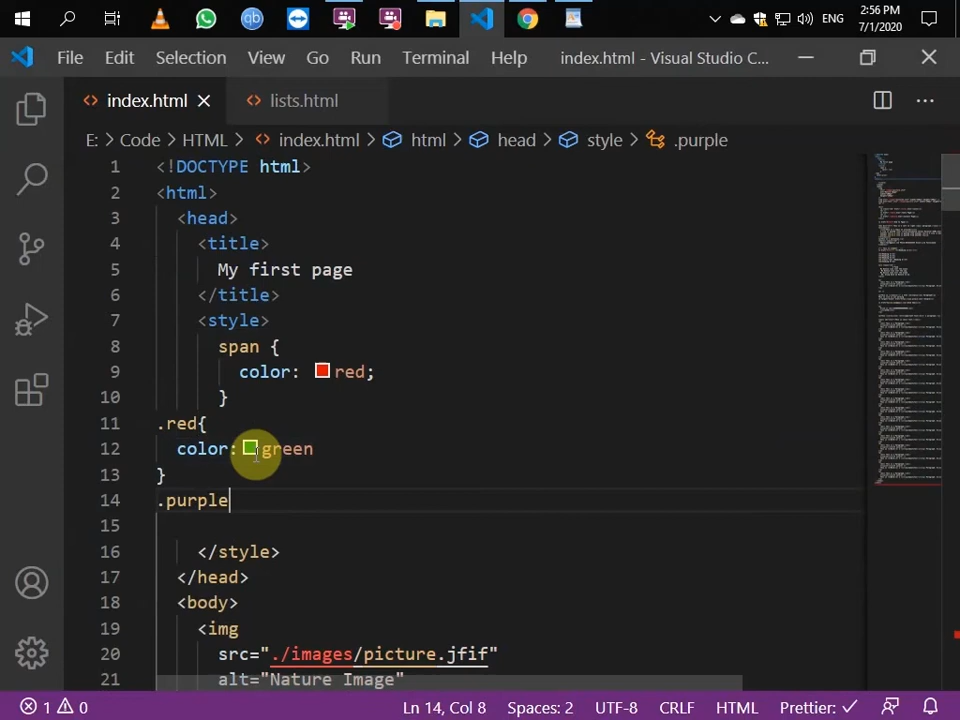 2:56 PM
ENG
7/1/2020
File Edit Selection View Go Run Terminal Help index.html - Visual Studio C...
index.html lists.html
E: Code HTML index.html html head style .purple
1 <!DOCTYPE html>
2 <html>
3 <head>
4 <title>
5 My first page
6 </title>
7 <style>
8 span {
9 color: red;
10 }
11 .red{
12 color: green
13 }
14 .purple
15
16 </style>
17 </head>
18 <body>
19 <img
20 src="./images/picture.jfif"
21 alt="Nature Image"
1 0 Ln 14, Col 8 Spaces: 2 UTF-8 CRLF HTML Prettier: